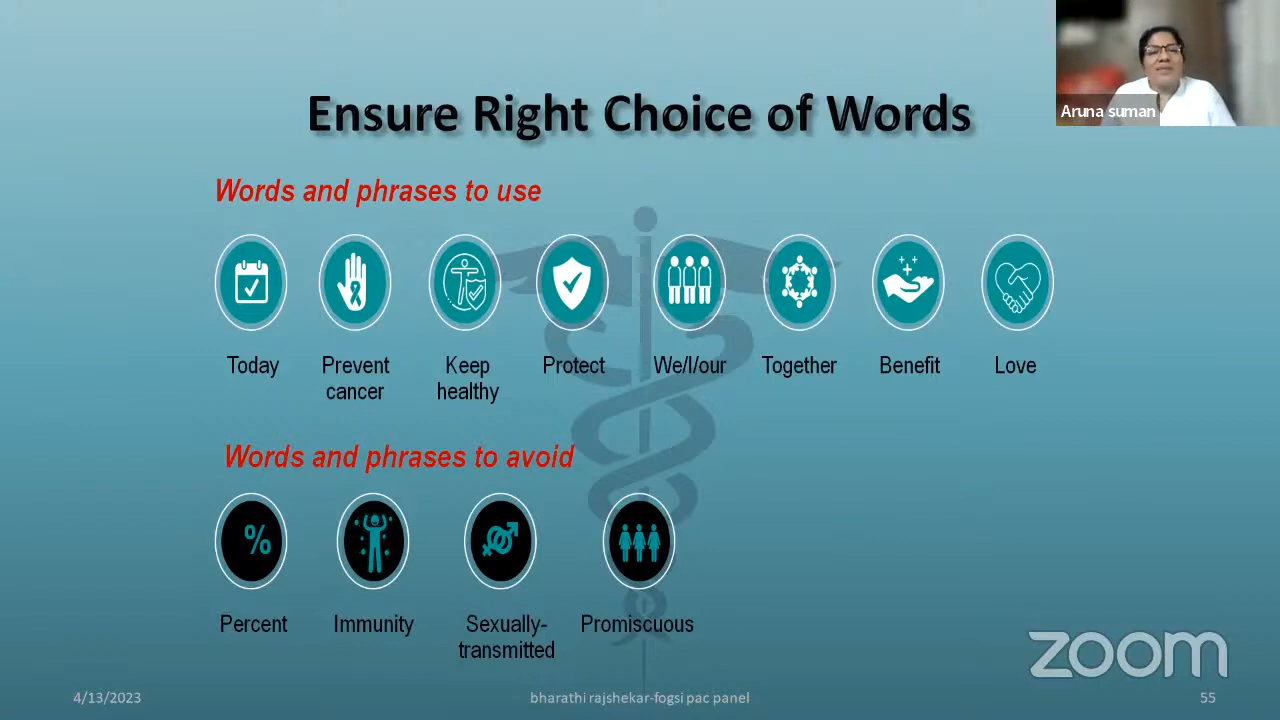 Ensure Right Choice of Words
Aruna suman
Words and phrases to use
Today
Prevent
cancer
Keep
healthy
Protect
We/I/our
Together
Benefit
Love
Words and phrases to avoid
%
Percent
Immunity
Sexually-
transmitted
Promiscuous
zoom
4/13/2023
bharathi rajshekar-fogsi pac panel
55